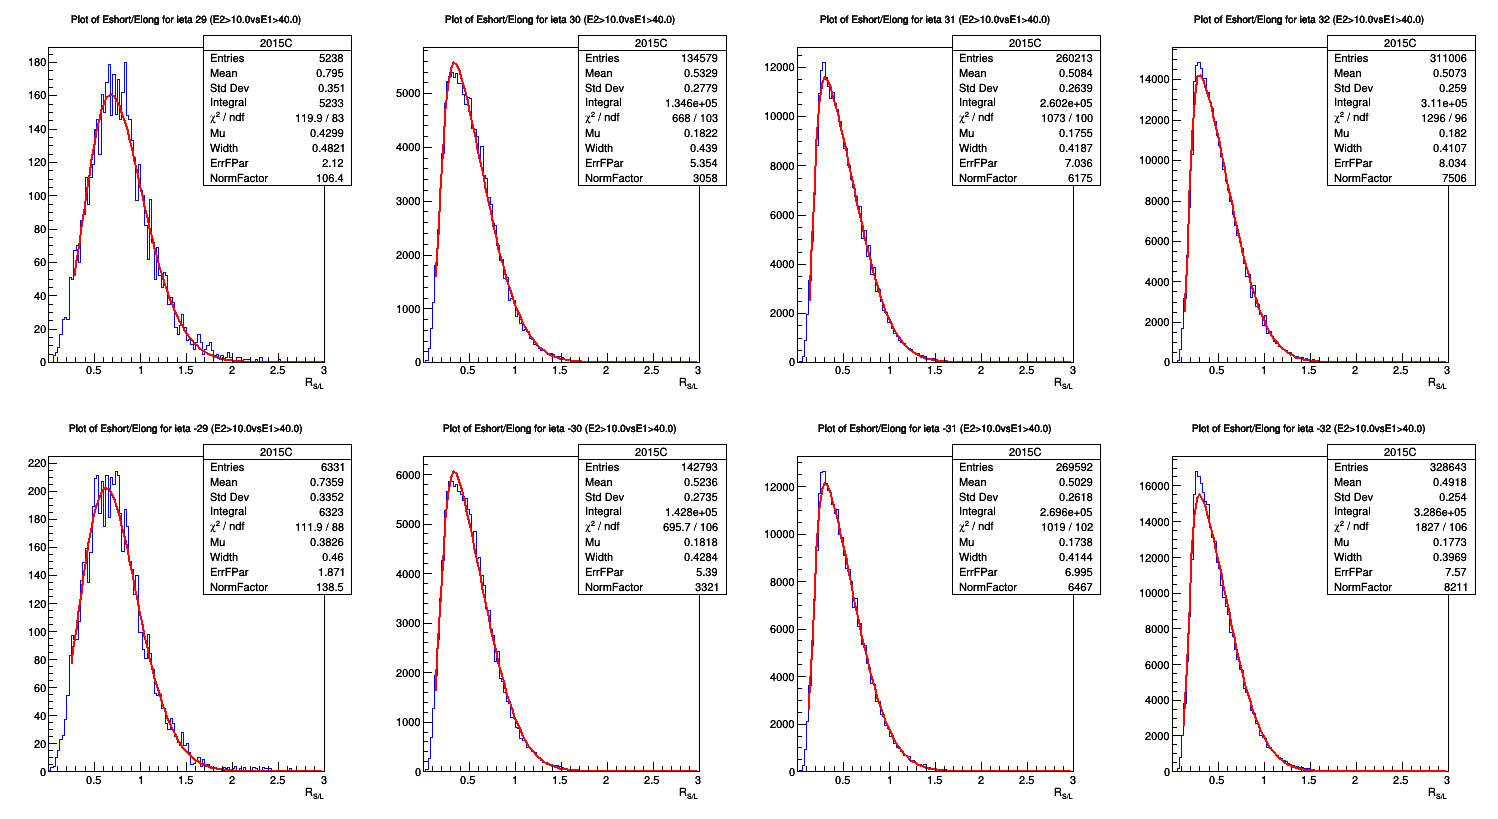 Plot of Eshort/Elong for ieta 29 (E2>10.0vsE1>40.0)
2015C
Entries 5238
Mean 0.795
Std Dev 0.351
Integral 5233
χ² / ndf 119.9 / 83
Mu 0.4299
Width 0.4821
ErrFPar 2.12
NormFactor 106.4
180
160
140
120
100
80
60
40
20
0
0.5 1 1.5 2 2.5 3
R_S/L
Plot of Eshort/Elong for ieta 30 (E2>10.0vsE1>40.0)
2015C
Entries 134579
Mean 0.5329
Std Dev 0.2779
Integral 1.346e+05
χ² / ndf 668 / 103
Mu 0.1822
Width 0.439
ErrFPar 5.354
NormFactor 3058
5000
4000
3000
2000
1000
0
0.5 1 1.5 2 2.5 3
R_S/L
Plot of Eshort/Elong for ieta 31 (E2>10.0vsE1>40.0)
2015C
Entries 260213
Mean 0.5084
Std Dev 0.2639
Integral 2.602e+05
χ² / ndf 1073 / 100
Mu 0.1755
Width 0.4187
ErrFPar 7.036
NormFactor 6175
12000
10000
8000
6000
4000
2000
0
0.5 1 1.5 2 2.5 3
R_S/L
Plot of Eshort/Elong for ieta 32 (E2>10.0vsE1>40.0)
2015C
Entries 311006
Mean 0.5073
Std Dev 0.259
Integral 3.11e+05
χ² / ndf 1296 / 96
Mu 0.182
Width 0.4107
ErrFPar 8.034
NormFactor 7506
14000
12000
10000
8000
6000
4000
2000
0
0.5 1 1.5 2 2.5 3
R_S/L
Plot of Eshort/Elong for ieta -29 (E2>10.0vsE1>40.0)
2015C
Entries 6331
Mean 0.7359
Std Dev 0.3352
Integral 6323
χ² / ndf 111.9 / 88
Mu 0.3826
Width 0.46
ErrFPar 1.871
NormFactor 138.5
220
200
180
160
140
120
100
80
60
40
20
0
0.5 1 1.5 2 2.5 3
R_S/L
Plot of Eshort/Elong for ieta -30 (E2>10.0vsE1>40.0)
2015C
Entries 142793
Mean 0.5236
Std Dev 0.2735
Integral 1.428e+05
χ² / ndf 695.7 / 106
Mu 0.1818
Width 0.4284
ErrFPar 5.39
NormFactor 3321
6000
5000
4000
3000
2000
1000
0
0.5 1 1.5 2 2.5 3
R_S/L
Plot of Eshort/Elong for ieta -31 (E2>10.0vsE1>40.0)
2015C
Entries 269592
Mean 0.5029
Std Dev 0.2618
Integral 2.696e+05
χ² / ndf 1019 / 102
Mu 0.1738
Width 0.4144
ErrFPar 6.995
NormFactor 6467
12000
10000
8000
6000
4000
2000
0
0.5 1 1.5 2 2.5 3
R_S/L
Plot of Eshort/Elong for ieta -32 (E2>10.0vsE1>40.0)
2015C
Entries 328643
Mean 0.4918
Std Dev 0.254
Integral 3.286e+05
χ² / ndf 1827 / 106
Mu 0.1773
Width 0.3969
ErrFPar 7.57
NormFactor 8211
16000
14000
12000
10000
8000
6000
4000
2000
0
0.5 1 1.5 2 2.5 3
R_S/L